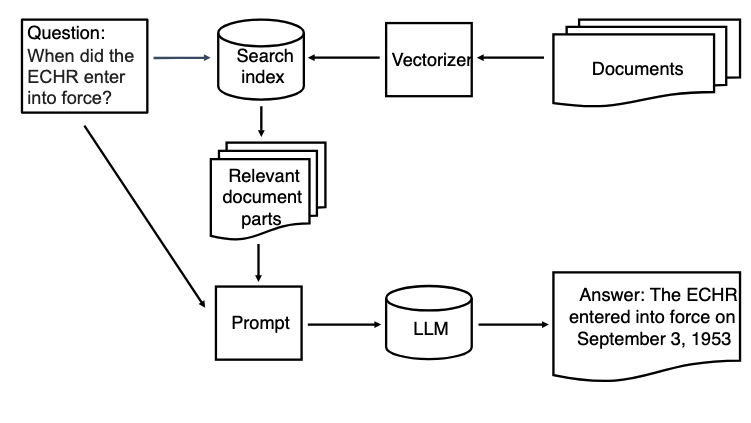 Question:
When did the
ECHR enter
into force?
Search
index
Vectorizer
Documents
Relevant
document
parts
Prompt
LLM
Answer: The ECHR
entered into force on
September 3, 1953